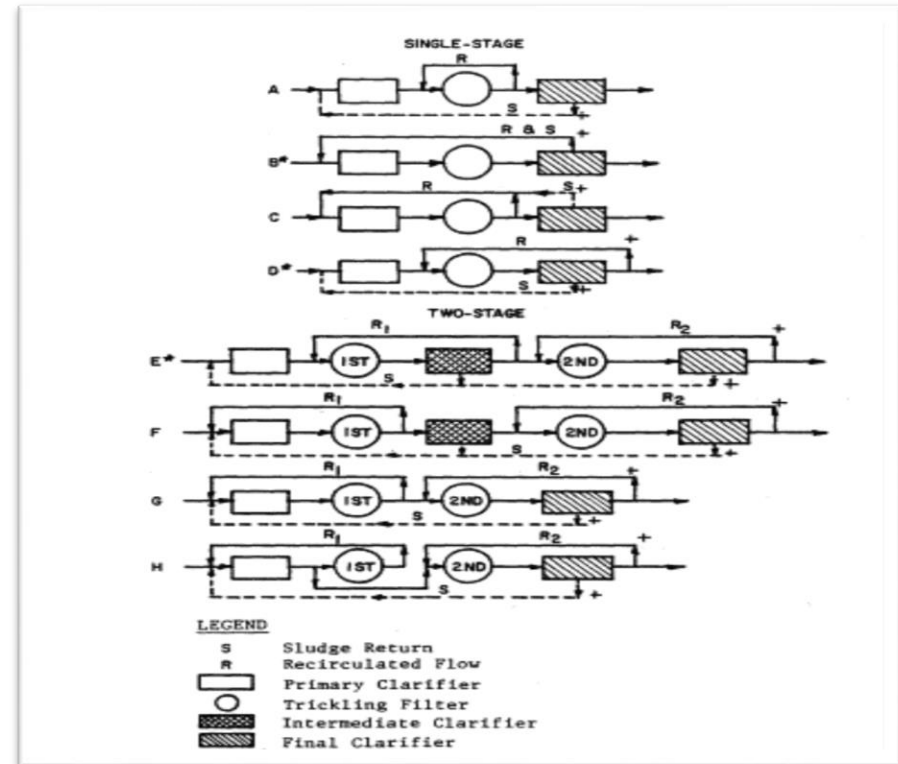 SINGLE-STAGE
R
A
S
+
R & S +
B*
R S+
C
R +
D*
S
+
TWO-STAGE
R1 R2 +
E* 1ST 2ND
S +
R1 R2 +
F 1ST 2ND
S +
R1 R2 +
G 1ST 2ND
S +
R1 R2 +
H 1ST 2ND
S +
LEGEND
S Sludge Return
R Recirculated Flow
Primary Clarifier
Trickling Filter
Intermediate Clarifier
Final Clarifier